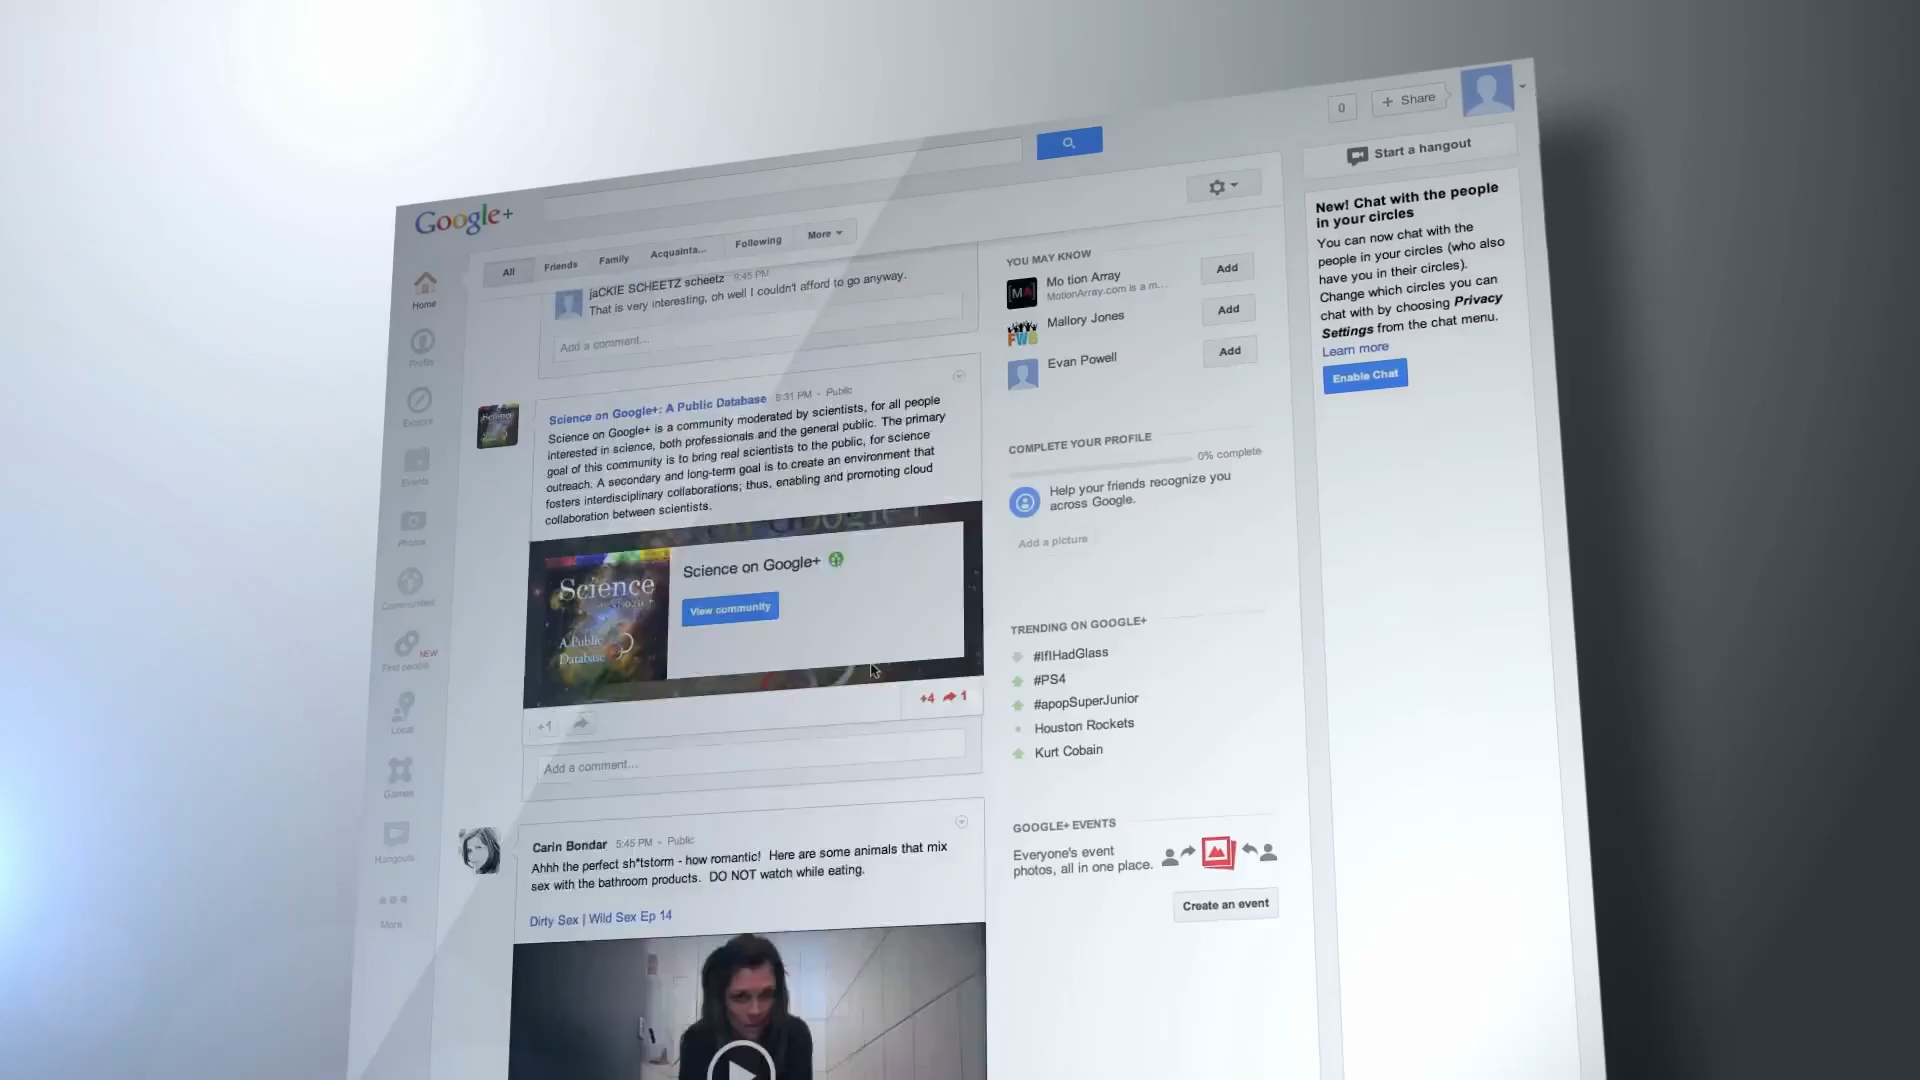 Google+
0
+ Share
Start a hangout
New! Chat with the people
in your circles
You can now chat with the
people in your circles (who also
have you in their circles).
Change which circles you can
chat with by choosing Privacy
Settings from the chat menu.
Learn more
Enable Chat
All
Friends
Family
Acquainta...
Following
More
Home
Profile
Explore
Events
Photos
Communities
Find people
NEW
Local
Games
Hangouts
More
jaCKIE SCHEETZ scheetz 9:45 PM
That is very interesting, oh well I couldn't afford to go anyway.
Add a comment...
Science on Google+: A Public Database 8:31 PM - Public
Science on Google+ is a community moderated by scientists, for all people
interested in science, both professionals and the general public. The primary
goal of this community is to bring real scientists to the public, for science
outreach. A secondary and long-term goal is to create an environment that
fosters interdisciplinary collaborations; thus, enabling and promoting cloud
collaboration between scientists.
Science
A Public
Database
Science on Google+
View community
+1
+4
1
Add a comment...
Carin Bondar 5:45 PM - Public
Ahhh the perfect sh*tstorm - how romantic! Here are some animals that mix
sex with the bathroom products. DO NOT watch while eating.
Dirty Sex | Wild Sex Ep 14
YOU MAY KNOW
[MA]
Mo tion Array
MotionArray.com is a m...
Add
FWG
Mallory Jones
Add
Evan Powell
Add
COMPLETE YOUR PROFILE
0% complete
Help your friends recognize you
across Google.
Add a picture
TRENDING ON GOOGLE+
#IfIHadGlass
#PS4
#apopSuperJunior
Houston Rockets
Kurt Cobain
GOOGLE+ EVENTS
Everyone's event
photos, all in one place.
Create an event